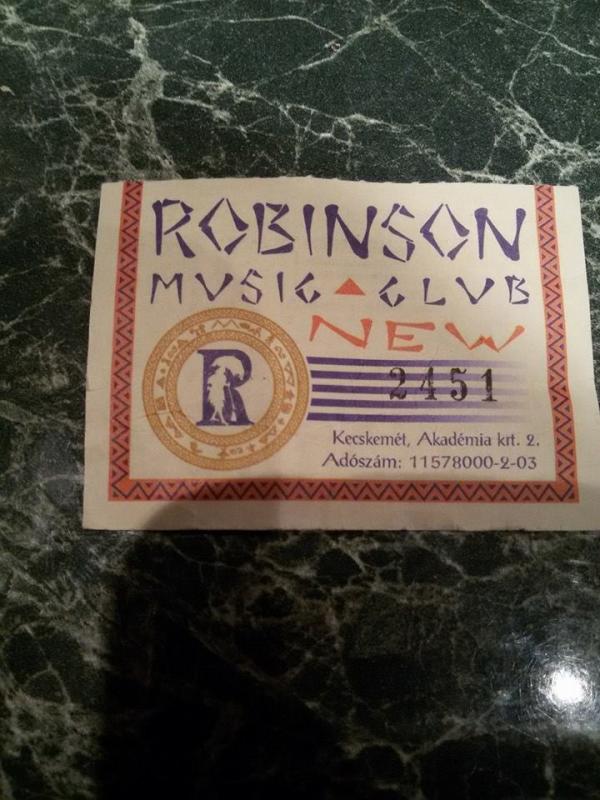 ROBINSON
MUSIC CLUB
NEW
R
2451
Kecskemét, Akadémia krt. 2.
Adószám: 11578000-2-03